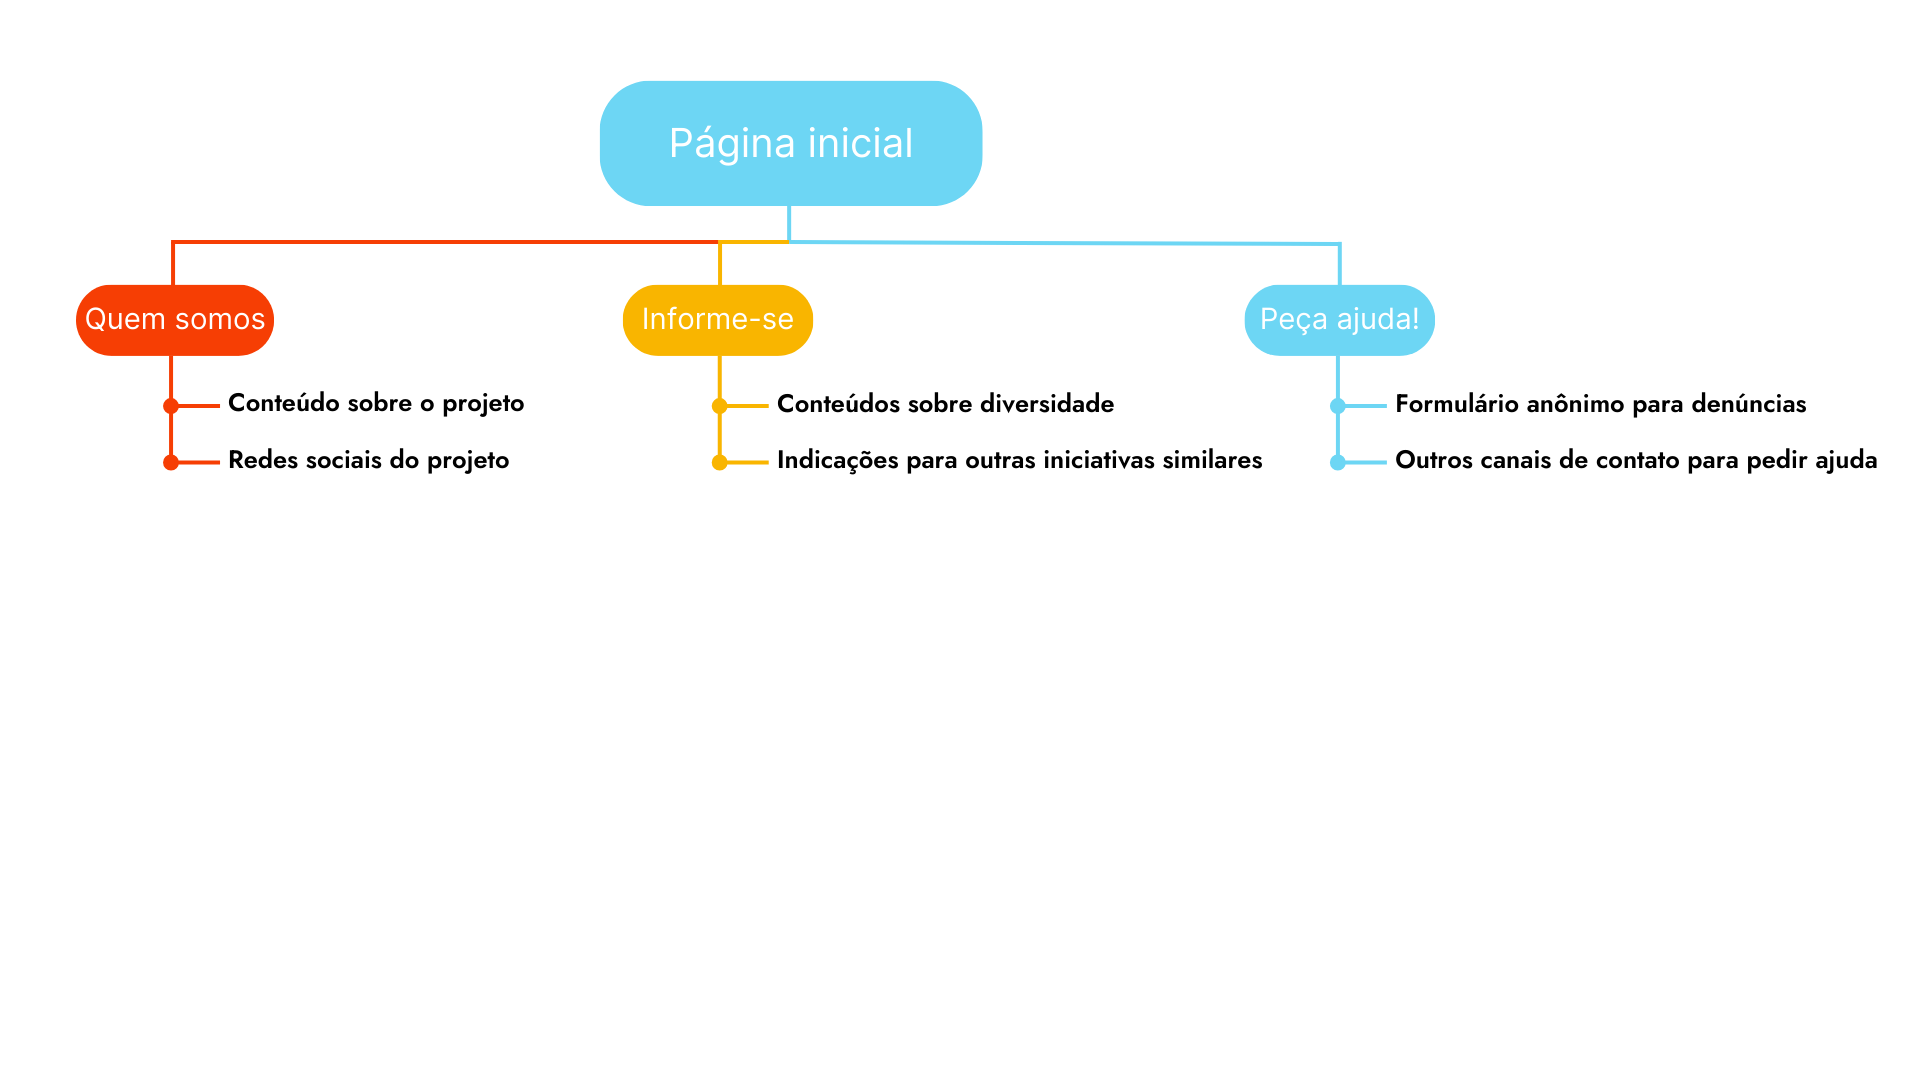 Página inicial
Quem somos
Conteúdo sobre o projeto
Redes sociais do projeto
Informe-se
Conteúdos sobre diversidade
Indicações para outras iniciativas similares
Peça ajuda!
Formulário anônimo para denúncias
Outros canais de contato para pedir ajuda